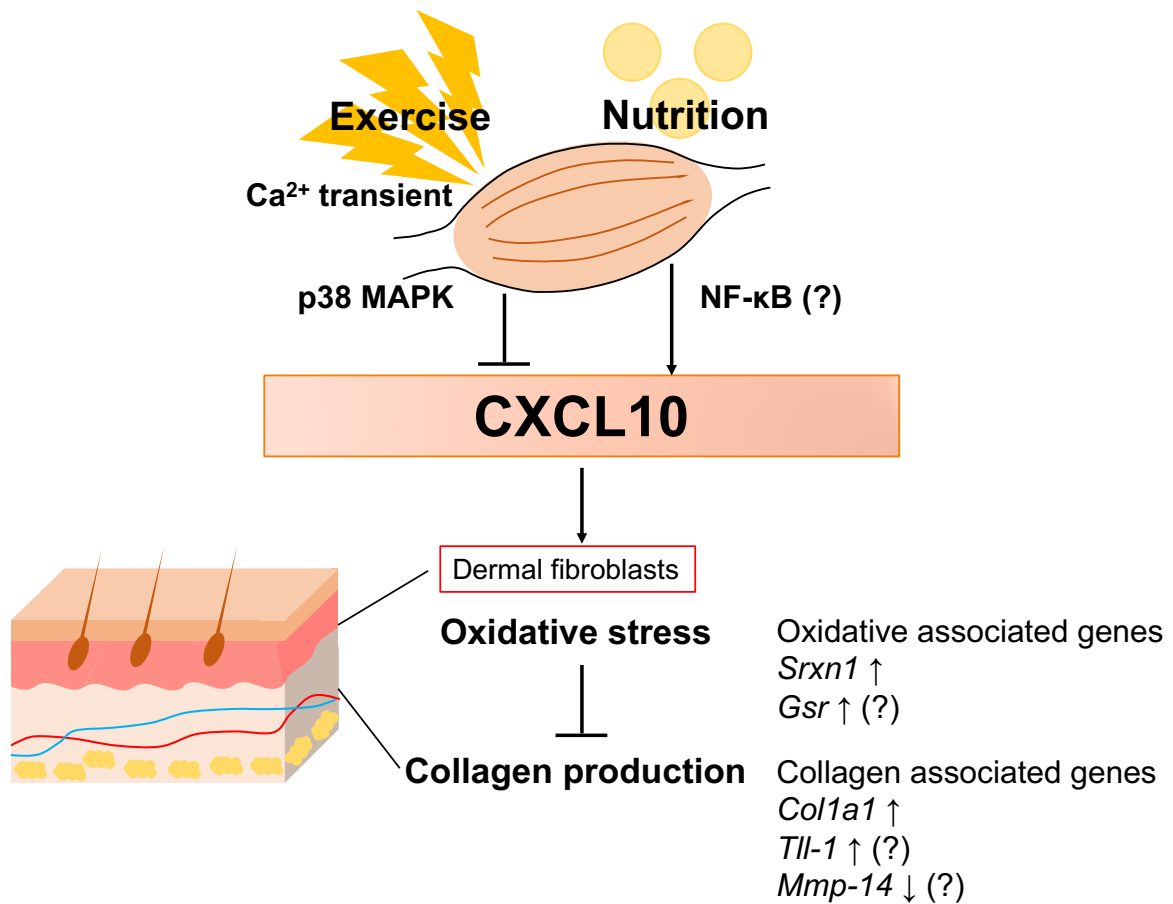 Exercise
Nutrition
Ca²⁺ transient
p38 MAPK
NF-κB (?)
CXCL10
Dermal fibroblasts
Oxidative stress
Oxidative associated genes
Srxn1 ↑
Gsr ↑ (?)
Collagen production
Collagen associated genes
Col1a1 ↑
Tll-1 ↑ (?)
Mmp-14 ↓ (?)